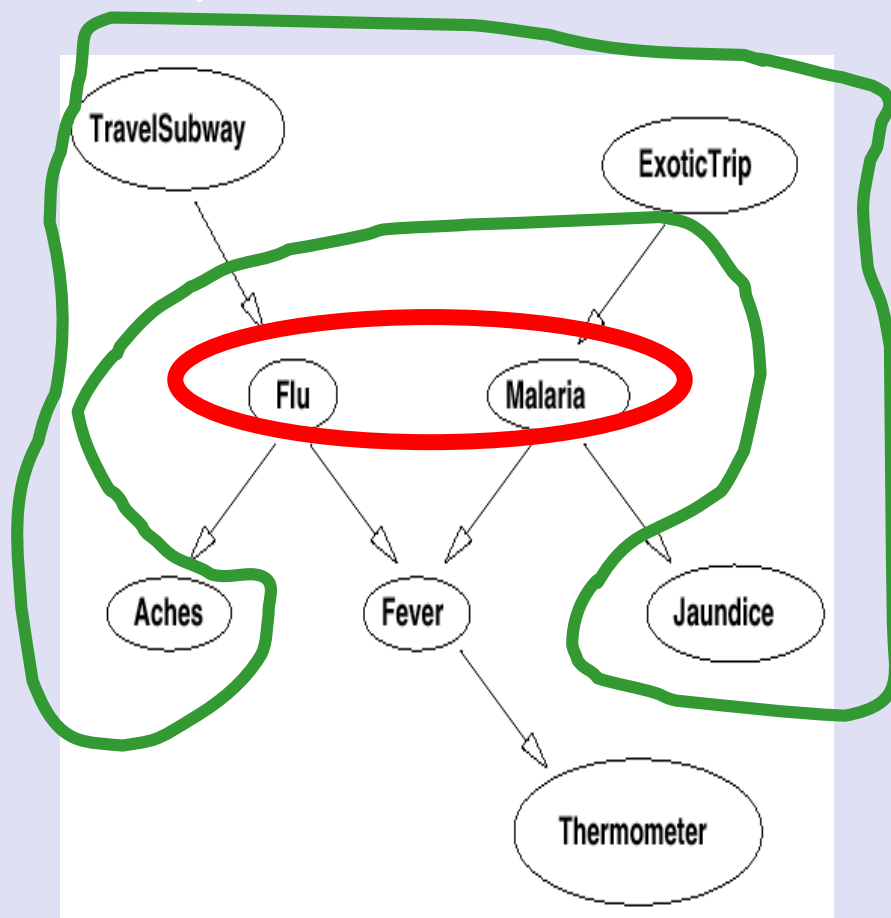 TravelSubway
ExoticTrip
Flu
Malaria
Aches
Fever
Jaundice
Thermometer